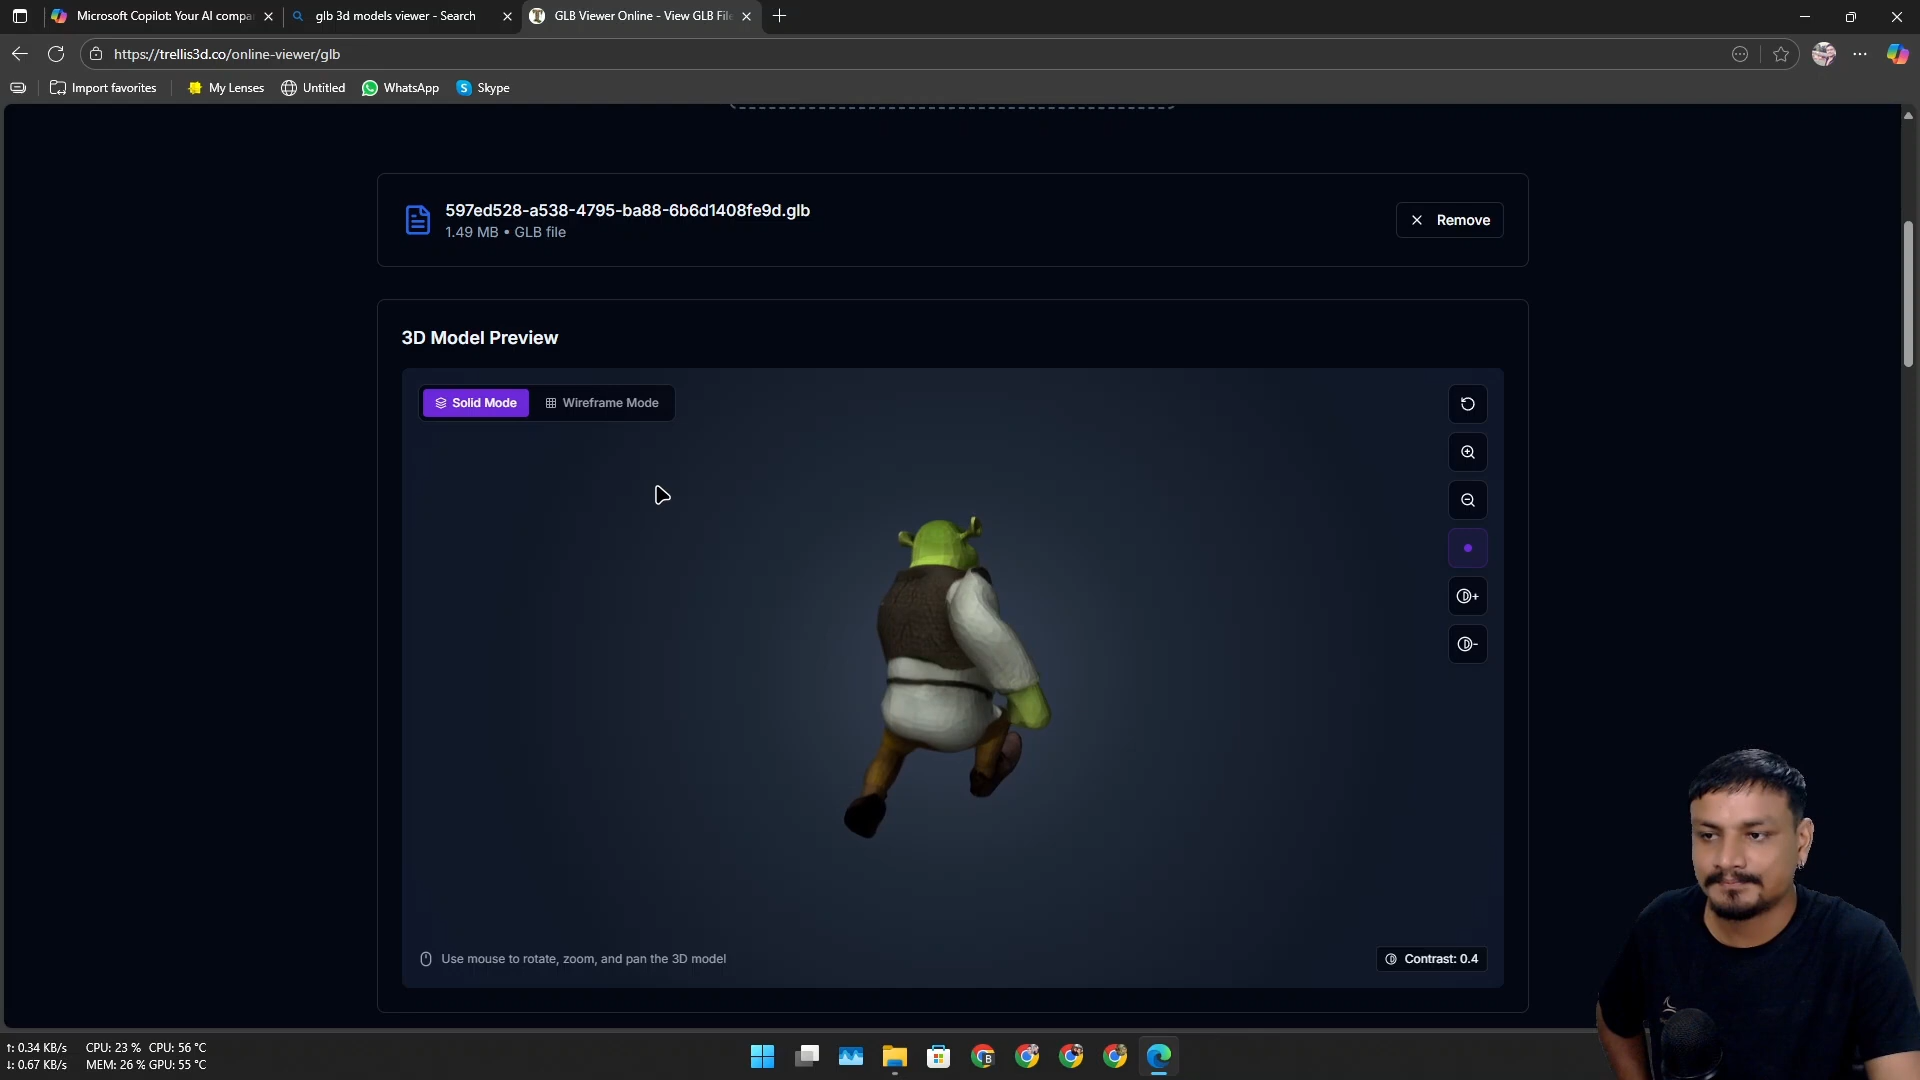 Microsoft Copilot: Your AI compa
glb 3d models viewer - Search
GLB Viewer Online - View GLB File
https://trellis3d.co/online-viewer/glb
Import favorites
My Lenses
Untitled
WhatsApp
Skype
597ed528-a538-4795-ba88-6b6d1408fe9d.glb
1.49 MB • GLB file
Remove
3D Model Preview
Solid Mode
Wireframe Mode
Use mouse to rotate, zoom, and pan the 3D model
Contrast: 0.4
↑: 0.34 KB/s CPU: 23 % CPU: 56 °C
↓: 0.67 KB/s MEM: 26 % GPU: 55 °C